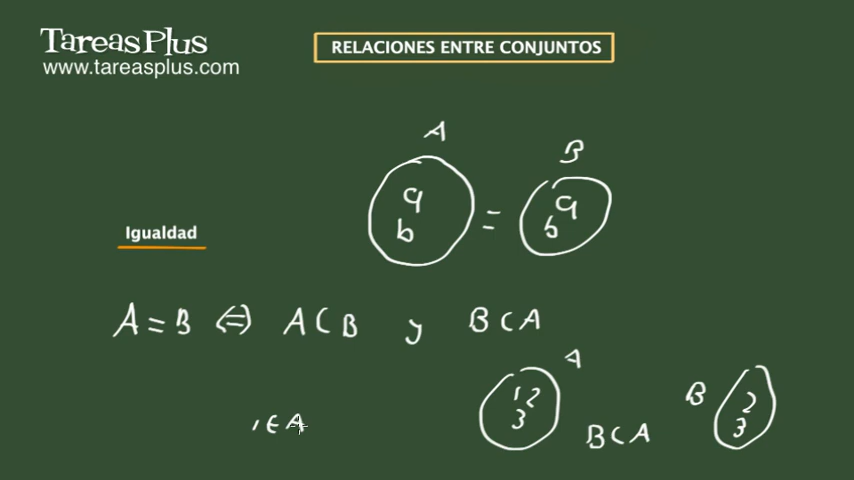 TareasPlus
www.tareasplus.com
RELACIONES ENTRE CONJUNTOS
A
B
a
b
=
a
b
Igualdad
A = B ⇔ A ⊂ B y B ⊂ A
A
1 2
3
B ⊂ A
B
2
3
1 ∈ A